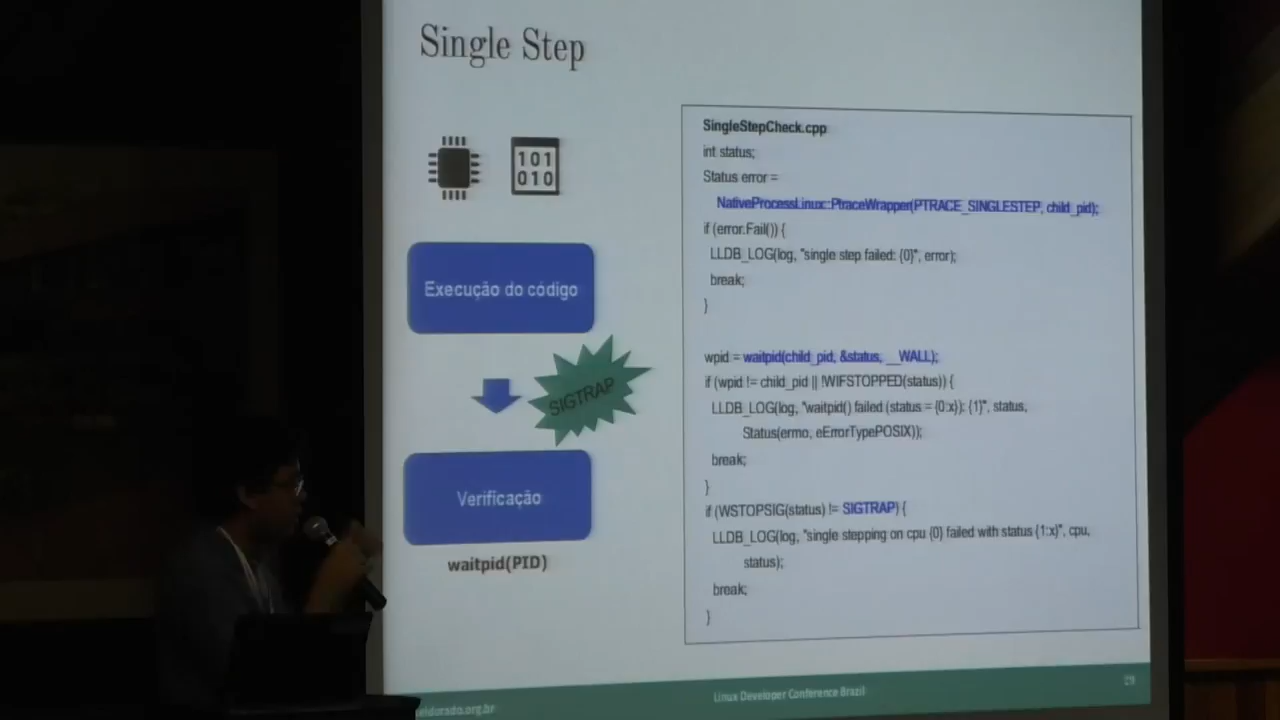 Single Step
101
010
Execução do código
SIGTRAP
Verificação
waitpid(PID)
SingleStepCheck.cpp
int status;
Status error =
NativeProcessLinux::PtraceWrapper(PTRACE_SINGLESTEP, child_pid);
if (error.Fail()) {
LLDB_LOG(log, "single step failed: {0}", error);
break;
}
wpid = waitpid(child_pid, &status, __WALL);
if (wpid != child_pid || !WIFSTOPPED(status)) {
LLDB_LOG(log, "waitpid() failed (status = {0:x}): {1}", status,
Status(errno, eErrorTypePOSIX));
break;
}
if (WSTOPSIG(status) != SIGTRAP) {
LLDB_LOG(log, "single stepping on cpu {0} failed with status {1:x}", cpu,
status);
break;
}
eldorado.org.br
Linux Developer Conference Brazil
29